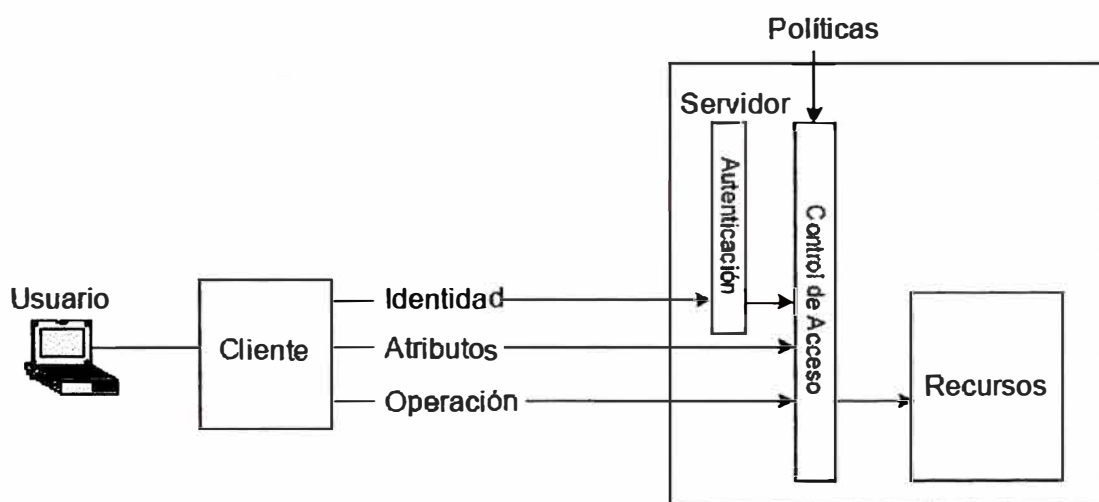 Políticas
Servidor
Autenticación
Control de Acceso
Usuario
Cliente
Identidad
Atributos
Operación
Recursos